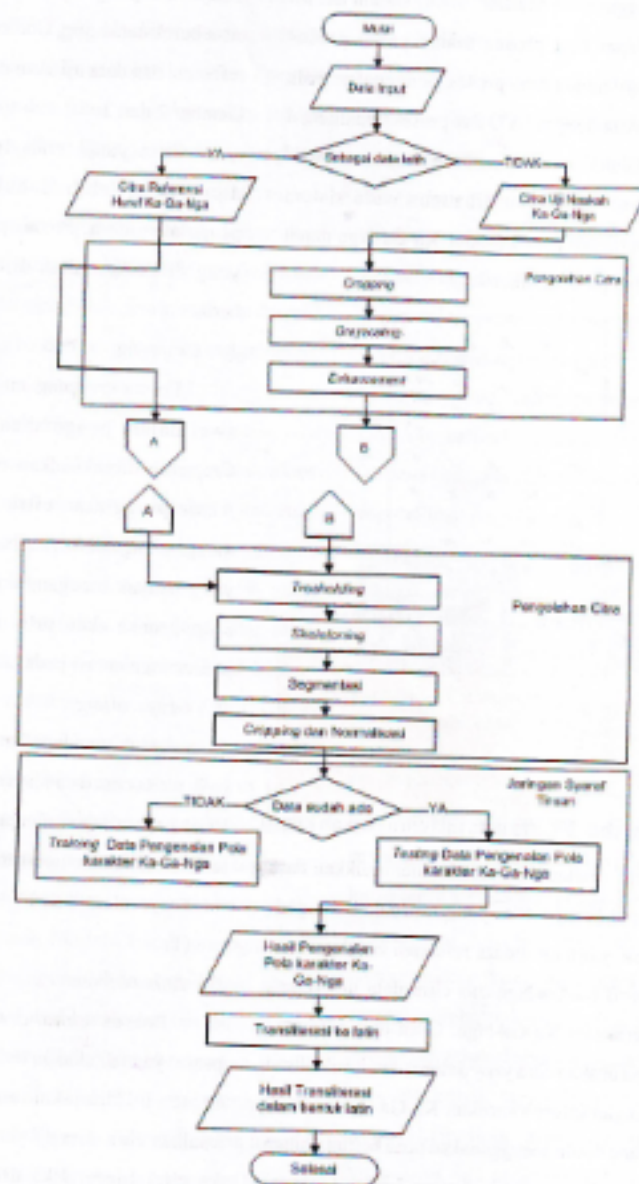 Mulai
Data Input
Sebagai data latih
YA
TIDAK
Citra Referensi
Huruf Ka-Ga-Nga
Citra Uji Naskah
Ka-Ga-Nga
Pengolahan Citra
Cropping
Grayscaling
Enhancement
A
B
A
B
Pengolahan Citra
Tresholding
Skeletoning
Segmentasi
Cropping dan Normalisasi
Jaringan Syaraf
Tiruan
TIDAK
Data sudah ada
YA
Training Data Pengenalan Pola
karakter Ka-Ga-Nga
Testing Data Pengenalan Pola
karakter Ka-Ga-Nga
Hasil Pengenalan
Pola karakter Ka-
Ga-Nga
Transliterasi ke latin
Hasil Transliterasi
dalam bentuk latin
Selesai